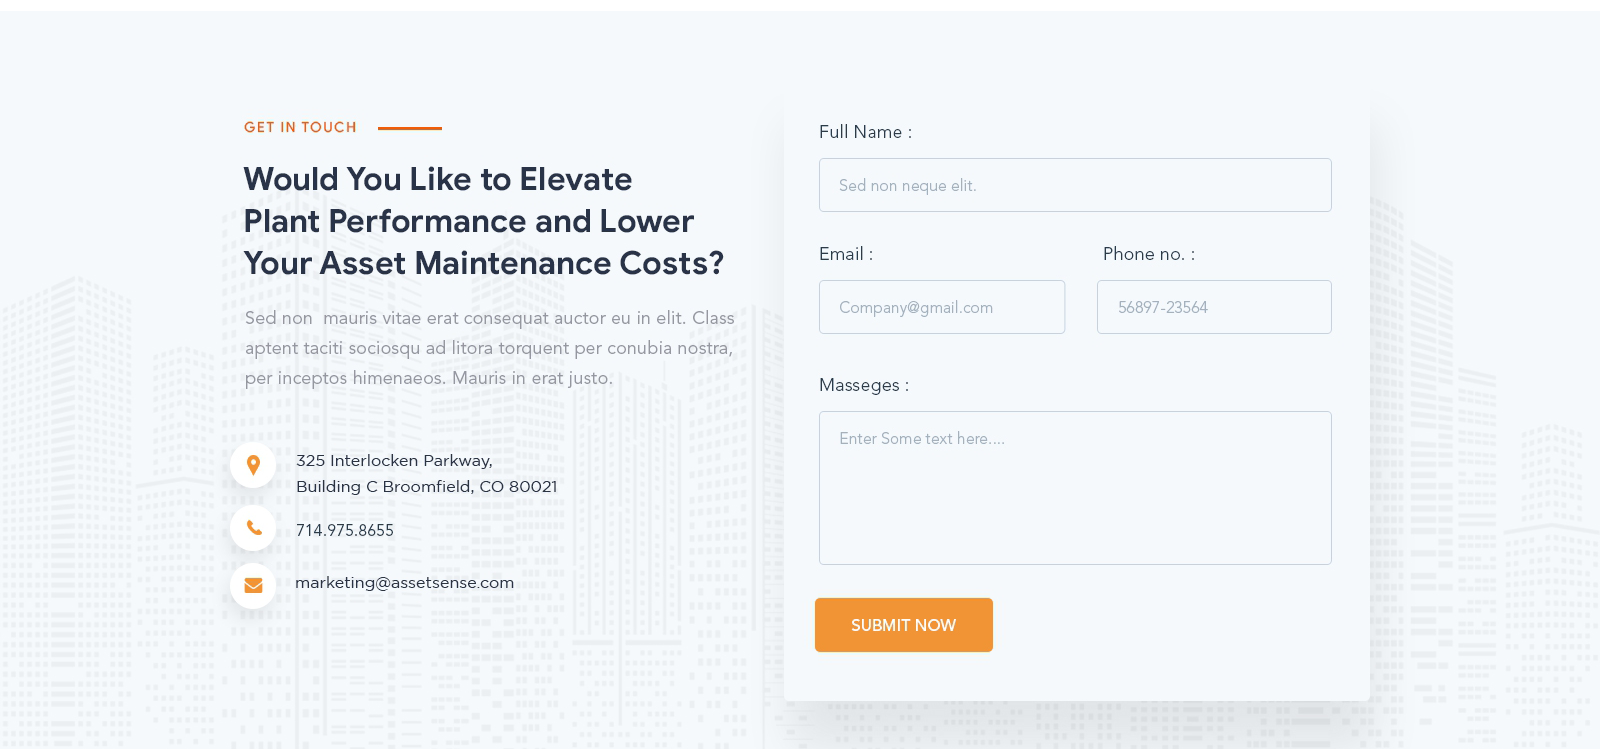 GET IN TOUCH
Would You Like to Elevate
Plant Performance and Lower
Your Asset Maintenance Costs?
Sed non mauris vitae erat consequat auctor eu in elit. Class
aptent taciti sociosqu ad litora torquent per conubia nostra,
per inceptos himenaeos. Mauris in erat justo.
325 Interlocken Parkway,
Building C Broomfield, CO 80021
714.975.8655
marketing@assetsense.com
Full Name :
Sed non neque elit.
Email :
Phone no. :
Company@gmail.com
56897-23564
Masseges :
Enter Some text here....
SUBMIT NOW